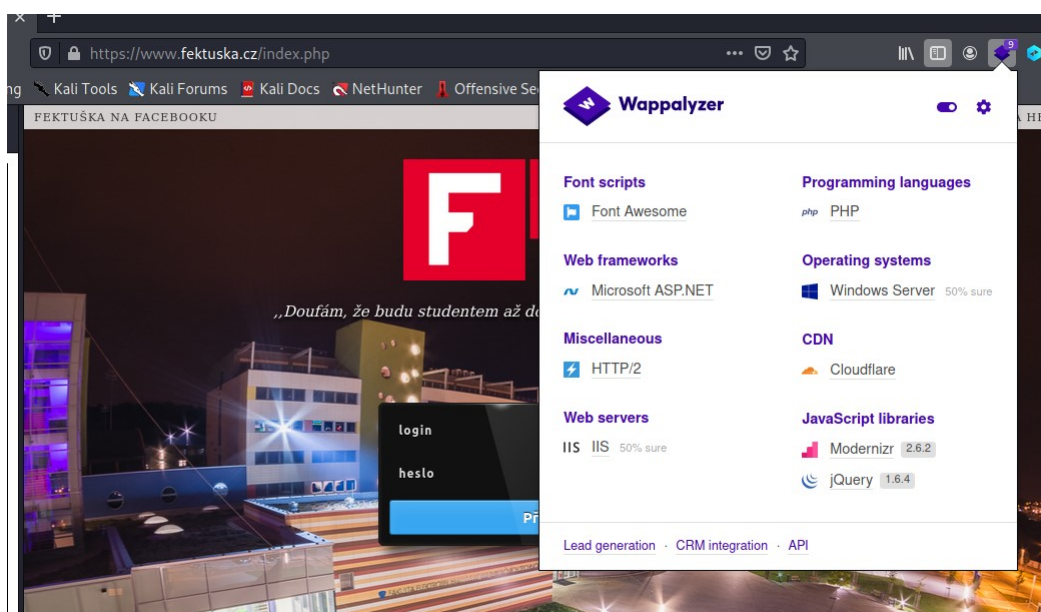 https://www.fektuska.cz/index.php
9
Kali Tools Kali Forums Kali Docs NetHunter Offensive Se
FEKTUŠKA NA FACEBOOKU
F
,,Doufám, že budu studentem až d
login
heslo
Př
Wappalyzer
Font scripts
Font Awesome
Web frameworks
Microsoft ASP.NET
Miscellaneous
HTTP/2
Web servers
IIS IIS 50% sure
Programming languages
php PHP
Operating systems
Windows Server 50% sure
CDN
Cloudflare
JavaScript libraries
Modernizr 2.6.2
jQuery 1.6.4
Lead generation · CRM integration · API